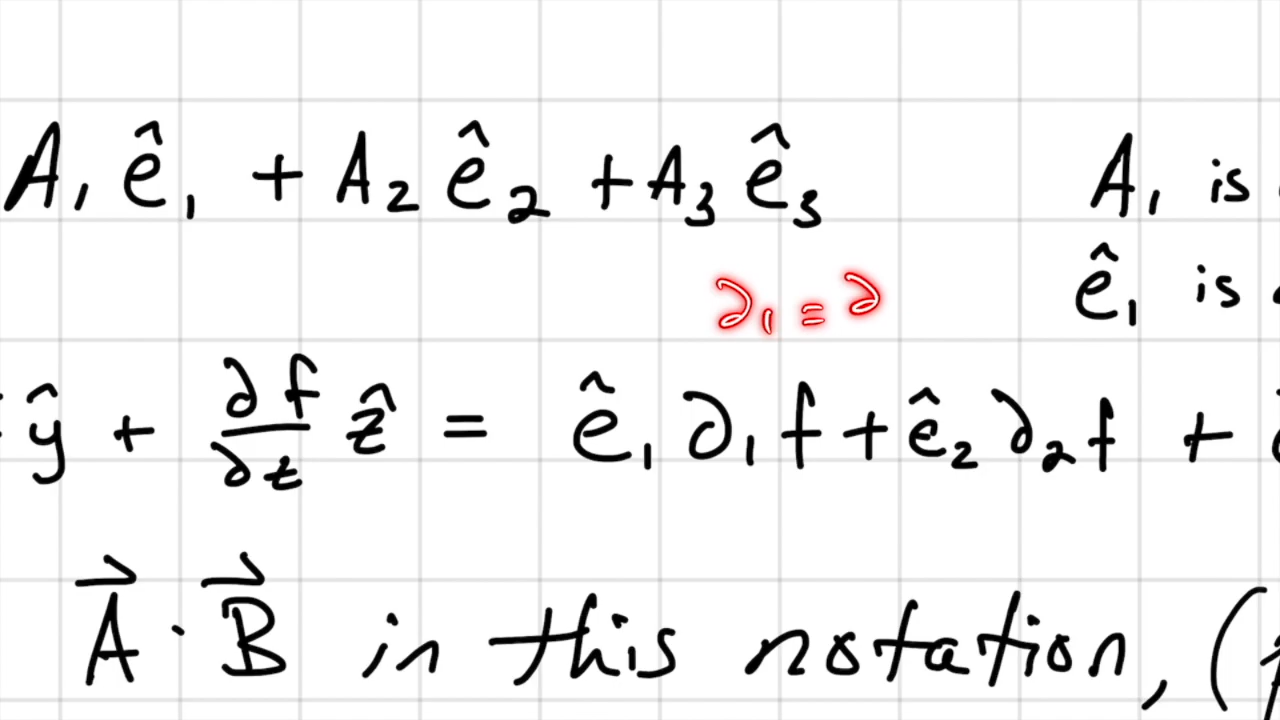 A₁ ê₁ + A₂ ê₂ + A₃ ê₃ A₁ is
∂₁ ≡ ∂ ê₁ is
ŷ + ∂f/∂z ẑ = ê₁ ∂₁ f + ê₂ ∂₂ f +
A⃗ · B⃗ in this notation, (